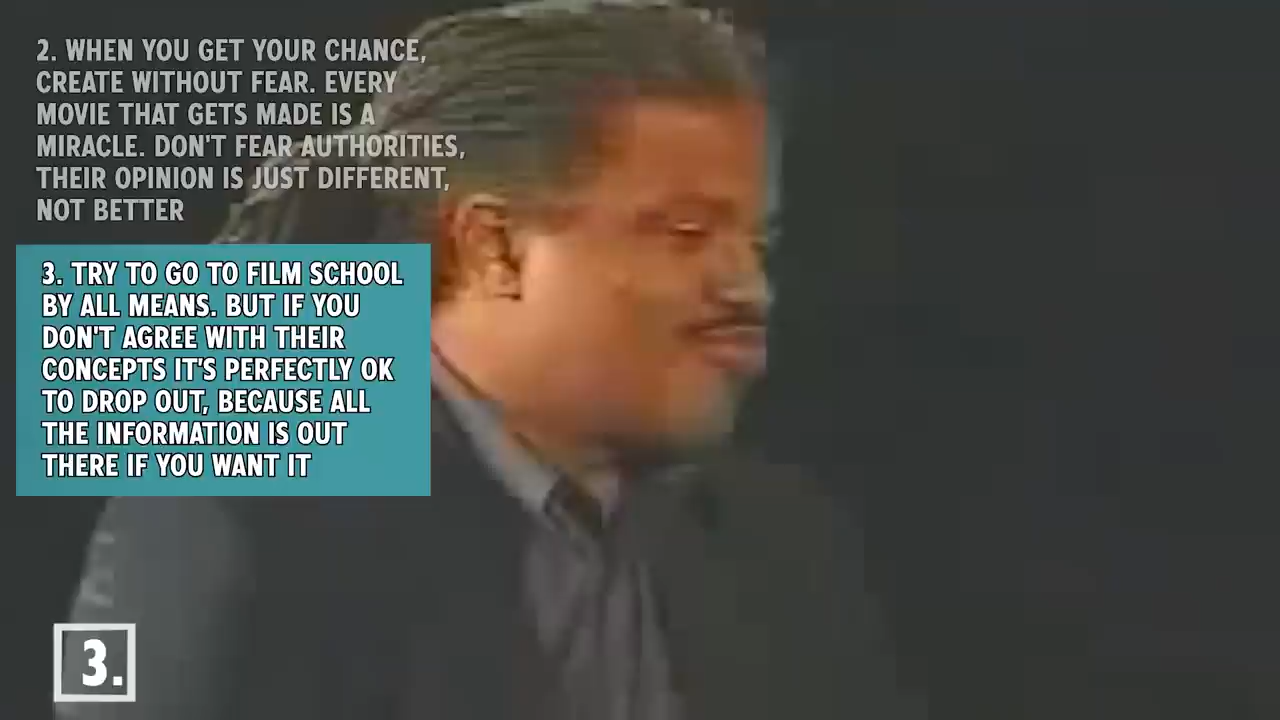 2. WHEN YOU GET YOUR CHANCE,
CREATE WITHOUT FEAR. EVERY
MOVIE THAT GETS MADE IS A
MIRACLE. DON'T FEAR AUTHORITIES,
THEIR OPINION IS JUST DIFFERENT,
NOT BETTER
3. TRY TO GO TO FILM SCHOOL
BY ALL MEANS. BUT IF YOU
DON'T AGREE WITH THEIR
CONCEPTS IT'S PERFECTLY OK
TO DROP OUT, BECAUSE ALL
THE INFORMATION IS OUT
THERE IF YOU WANT IT
3.